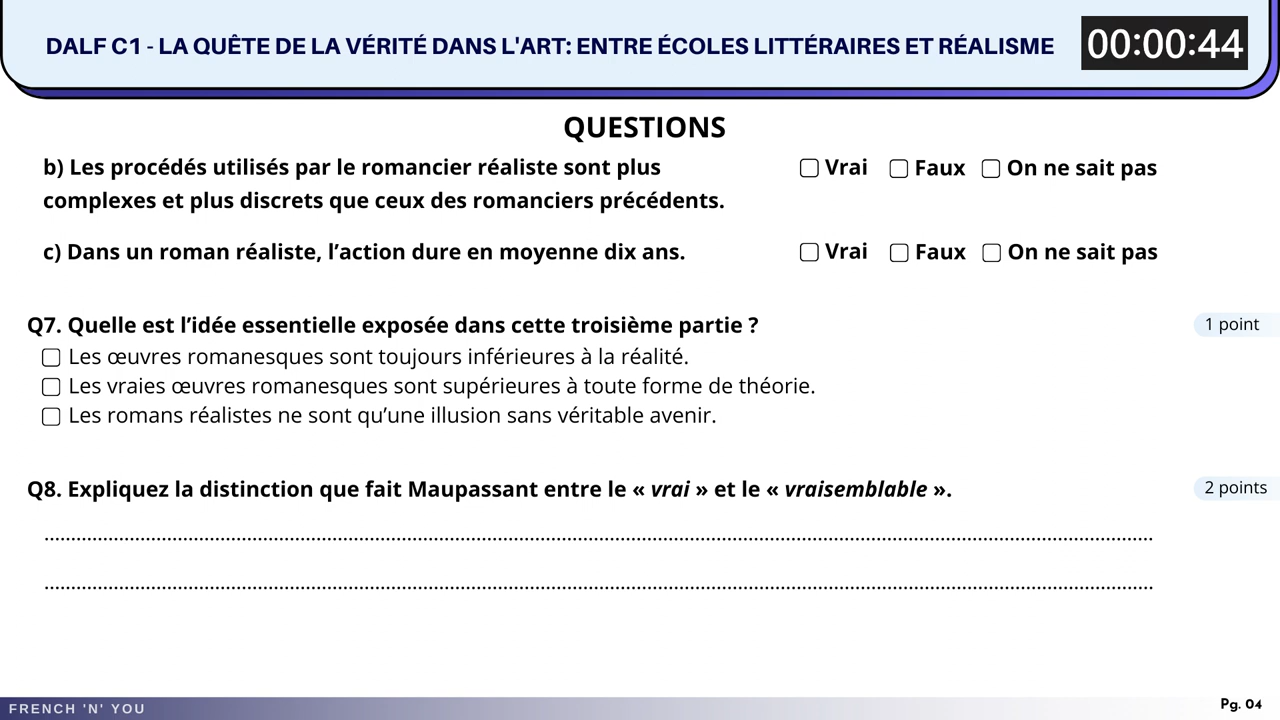 DALF C1 - LA QUÊTE DE LA VÉRITÉ DANS L'ART: ENTRE ÉCOLES LITTÉRAIRES ET RÉALISME
00:00:44
QUESTIONS
b) Les procédés utilisés par le romancier réaliste sont plus
complexes et plus discrets que ceux des romanciers précédents.
Vrai Faux On ne sait pas
c) Dans un roman réaliste, l’action dure en moyenne dix ans.
Vrai Faux On ne sait pas
Q7. Quelle est l’idée essentielle exposée dans cette troisième partie ?
1 point
Les œuvres romanesques sont toujours inférieures à la réalité.
Les vraies œuvres romanesques sont supérieures à toute forme de théorie.
Les romans réalistes ne sont qu’une illusion sans véritable avenir.
Q8. Expliquez la distinction que fait Maupassant entre le « vrai » et le « vraisemblable ».
2 points
FRENCH 'N' YOU
Pg. 04